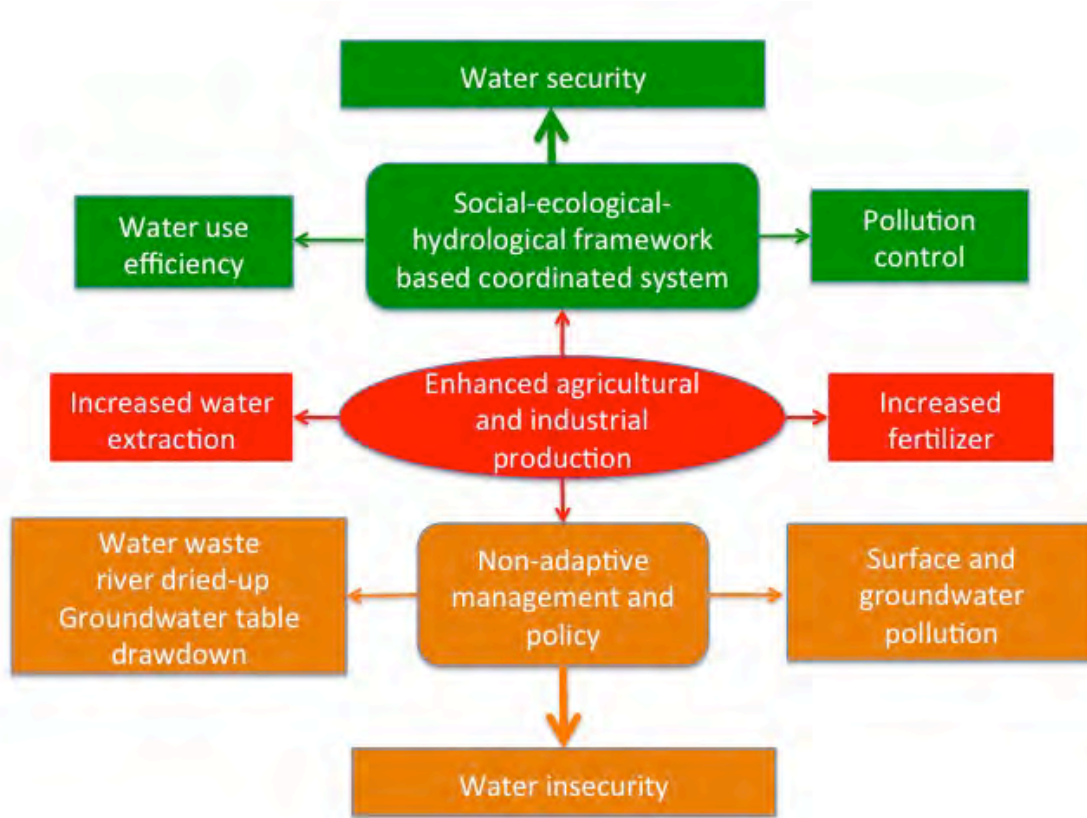 Water security
Social-ecological-
hydrological framework
based coordinated system
Water use
efficiency
Pollution
control
Increased water
extraction
Enhanced agricultural
and industrial
production
Increased
fertilizer
Water waste
river dried-up
Groundwater table
drawdown
Non-adaptive
management and
policy
Surface and
groundwater
pollution
Water insecurity